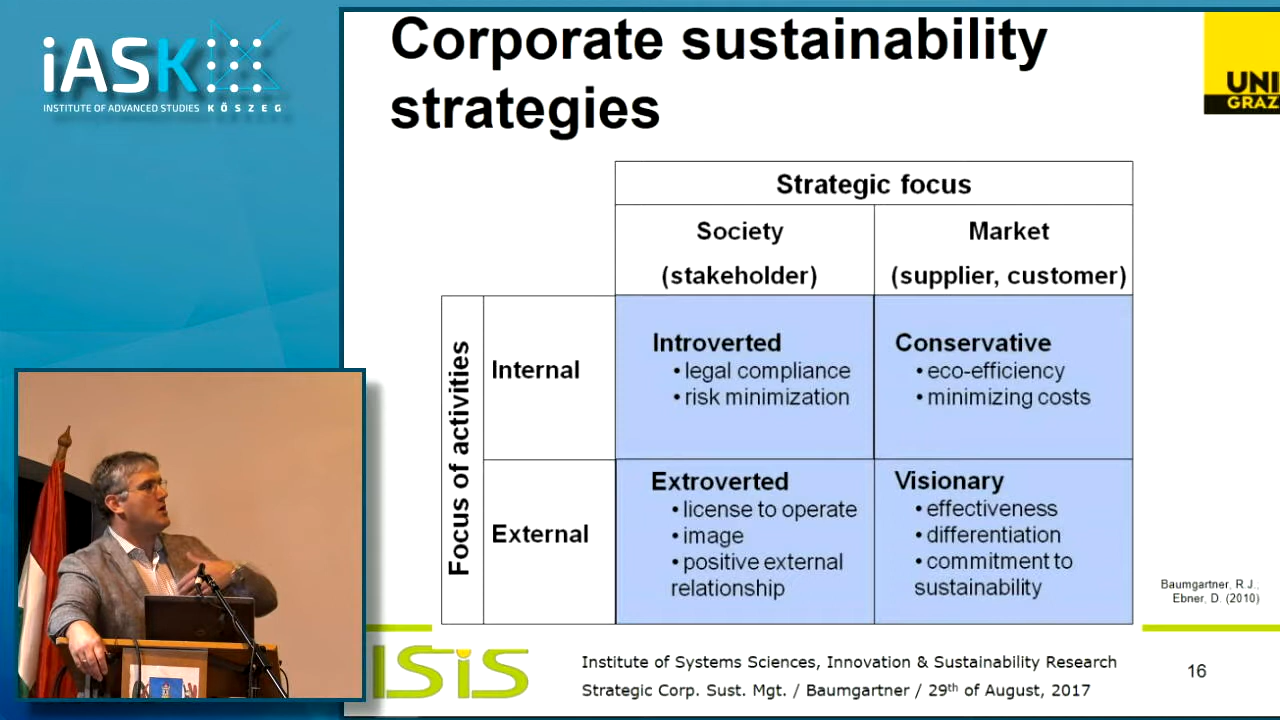 iASK
INSTITUTE OF ADVANCED STUDIES KŐSZEG
Corporate sustainability
strategies
UNI
GRAZ
Strategic focus
Society
(stakeholder)
Market
(supplier, customer)
Focus of activities
Internal
Introverted
• legal compliance
• risk minimization
Conservative
• eco-efficiency
• minimizing costs
External
Extroverted
• license to operate
• image
• positive external
relationship
Visionary
• effectiveness
• differentiation
• commitment to
sustainability
Baumgartner, R.J.,
Ebner, D. (2010)
ISIS
Institute of Systems Sciences, Innovation & Sustainability Research
Strategic Corp. Sust. Mgt. / Baumgartner / 29th of August, 2017
16